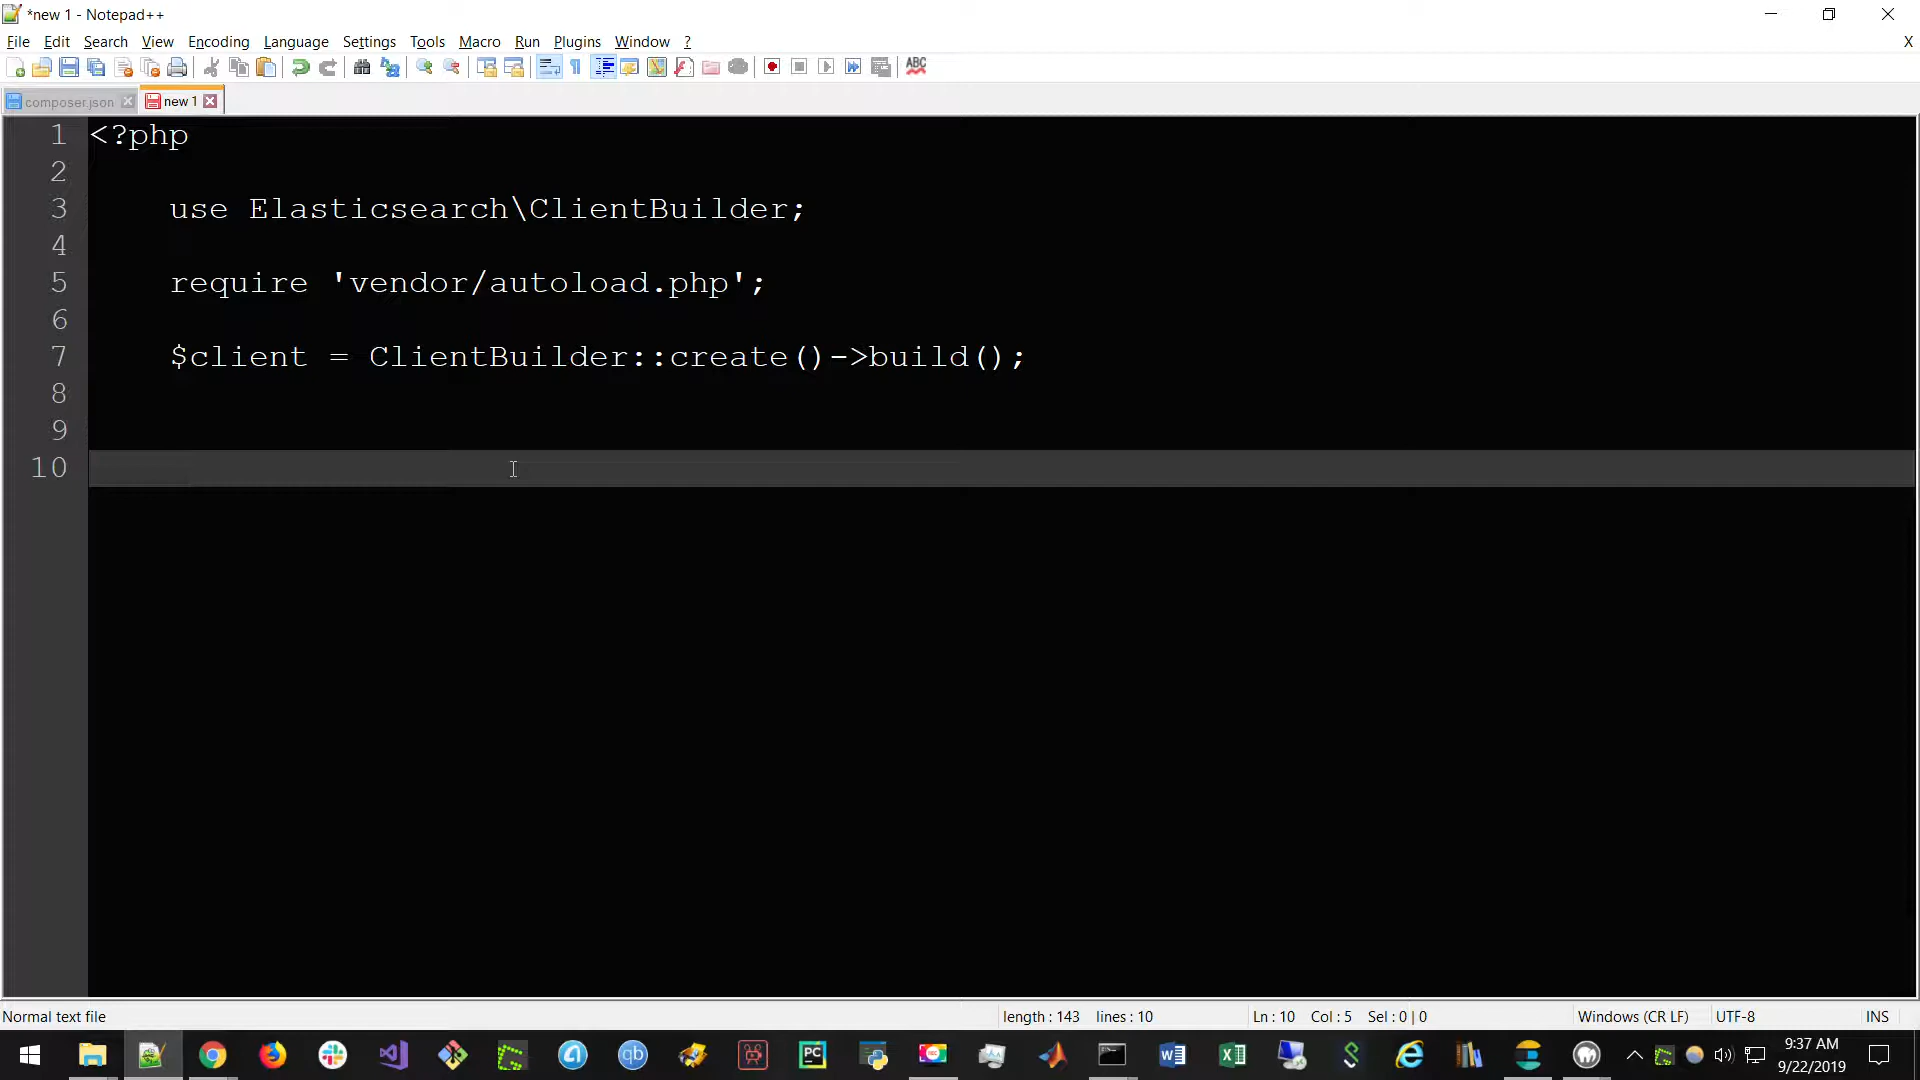 *new 1 - Notepad++
File Edit Search View Encoding Language Settings Tools Macro Run Plugins Window ? X
ABC
composer.json new 1
1 <?php
2
3 use Elasticsearch\ClientBuilder;
4
5 require 'vendor/autoload.php';
6
7 $client = ClientBuilder::create()->build();
8
9
10
Normal text file length : 143 lines : 10 Ln : 10 Col : 5 Sel : 0 | 0 Windows (CR LF) UTF-8 INS
qb PC
9:37 AM
9/22/2019